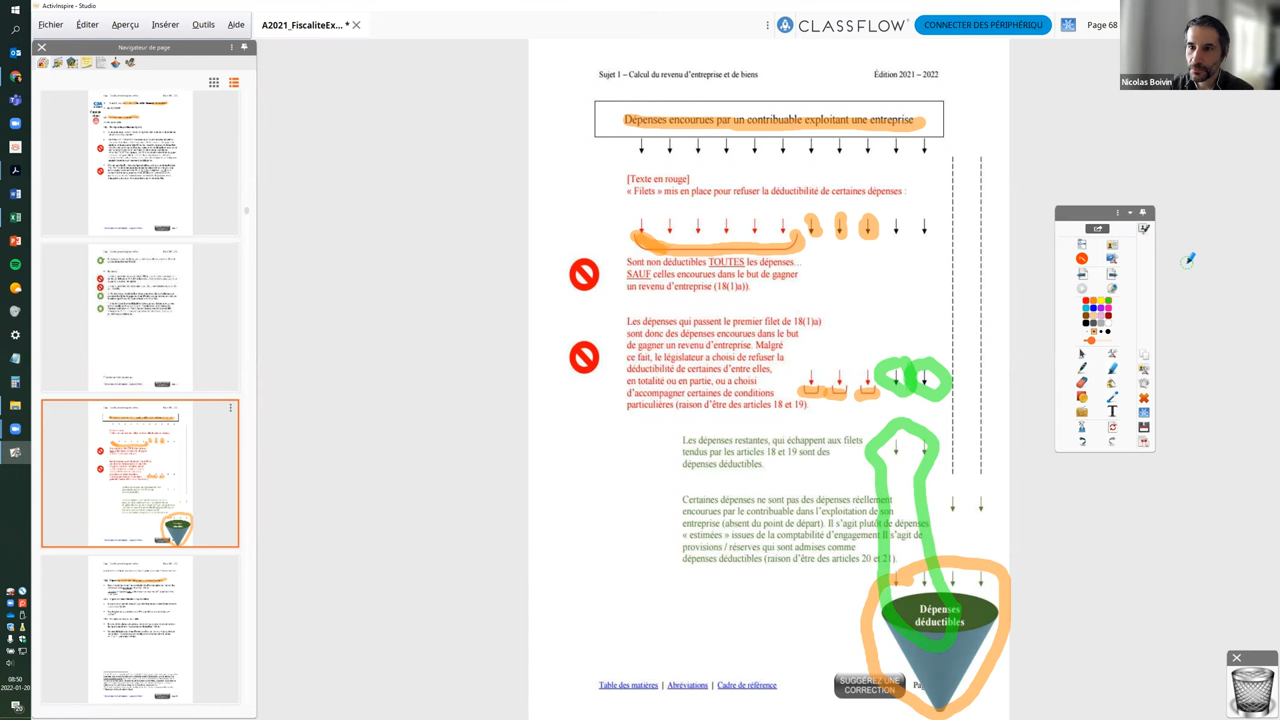 ActivInspire - Studio
Fichier Éditer Aperçu Insérer Outils Aide
A2021_FiscaliteEx... *
CLASSFLOW
CONNECTER DES PÉRIPHÉRIQU
Page 68
Nicolas Boivin
Navigateur de page
Sujet 1 – Calcul du revenu d'entreprise et de biens
Édition 2021 – 2022
Dépenses encourues par un contribuable exploitant une entreprise
[Texte en rouge]
« Filets » mis en place pour refuser la déductibilité de certaines dépenses :
Sont non déductibles TOUTES les dépenses...
SAUF celles encourues dans le but de gagner
un revenu d'entreprise (18(1)a)).
Les dépenses qui passent le premier filet de 18(1)a)
sont donc des dépenses encourues dans le but
de gagner un revenu d'entreprise. Malgré
ce fait, le législateur a choisi de refuser la
déductibilité de certaines d'entre elles,
en totalité ou en partie, ou a choisi
d'accompagner certaines de conditions
particulières (raison d'être des articles 18 et 19).
Les dépenses restantes, qui échappent aux filets
tendus par les articles 18 et 19 sont des
dépenses déductibles.
Certaines dépenses ne sont pas des dépenses réellement
encourues par le contribuable dans l'exploitation de son
entreprise (absent du point de départ). Il s'agit plutôt de dépenses
« estimées » issues de la comptabilité d'engagement Il s'agit de
provisions / réserves qui sont admises comme
dépenses déductibles (raison d'être des articles 20 et 21).
Dépenses
déductibles
SUGGÉREZ UNE
CORRECTION
Table des matières | Abréviations | Cadre de référence